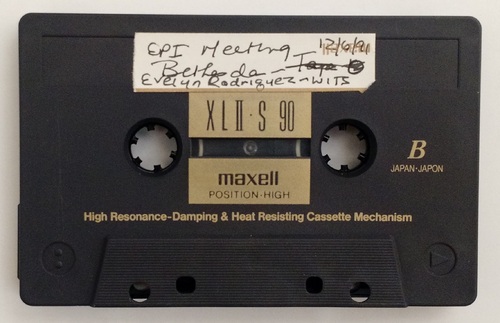 EPI Meeting 12/6/91
Bethesda - Tape
Evelyn Rodriguez - WITS
XLII·S 90
maxell
POSITION-HIGH
B
JAPAN·JAPON
High Resonance-Damping & Heat Resisting Cassette Mechanism